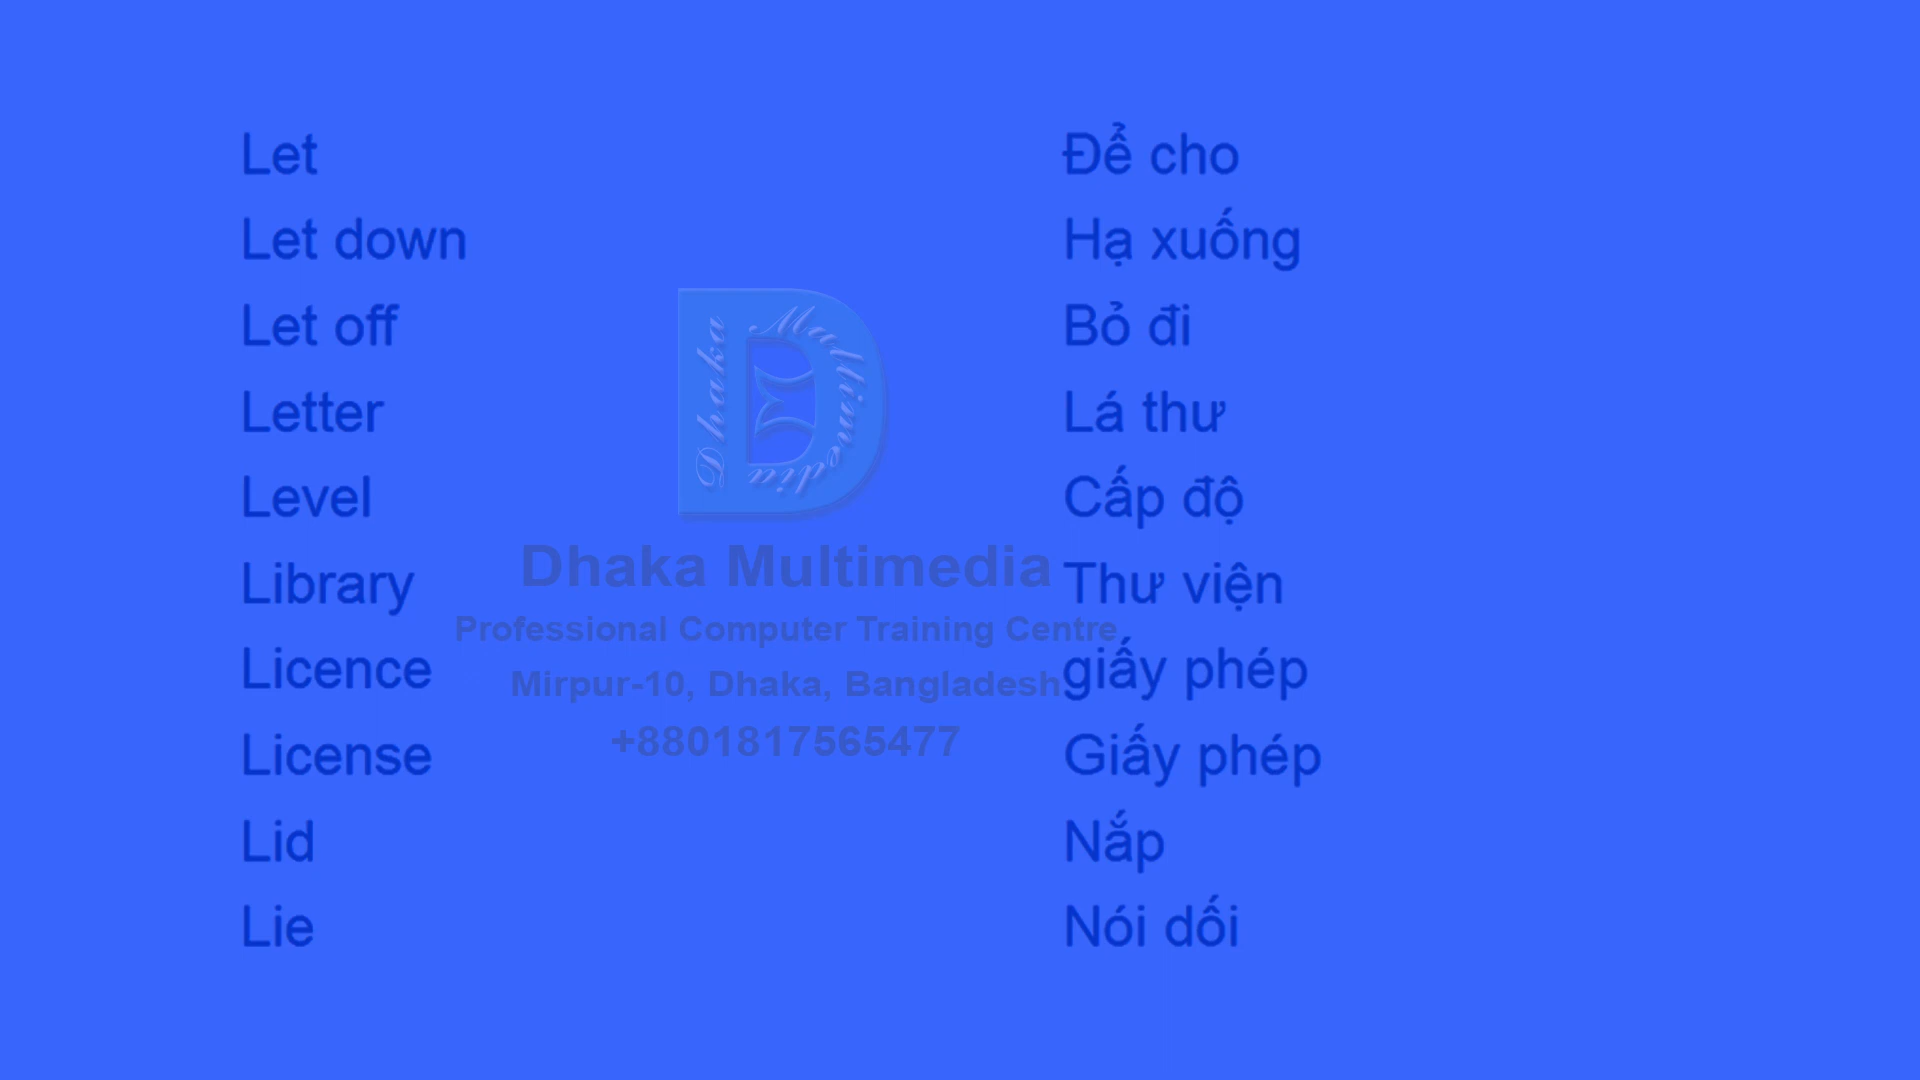 Let Để cho
Let down Hạ xuống
Let off Bỏ đi
Letter Lá thư
Level Cấp độ
Library Thư viện
Licence giấy phép
License Giấy phép
Lid Nắp
Lie Nói dối
Dhaka Multimedia
Dhaka Multimedia
Professional Computer Training Centre
Mirpur-10, Dhaka, Bangladesh
+8801817565477